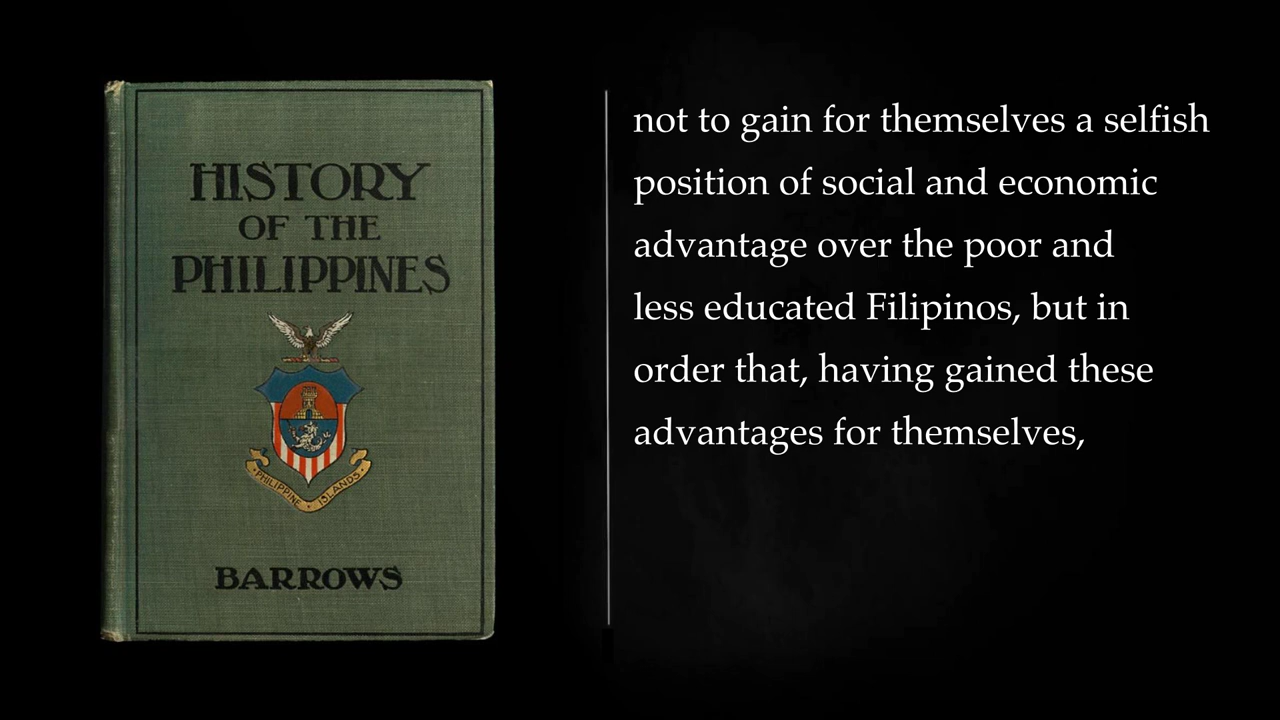 HISTORY
OF THE
PHILIPPINES
PHILIPPINE ISLANDS
BARROWS
not to gain for themselves a selfish
position of social and economic
advantage over the poor and
less educated Filipinos, but in
order that, having gained these
advantages for themselves,